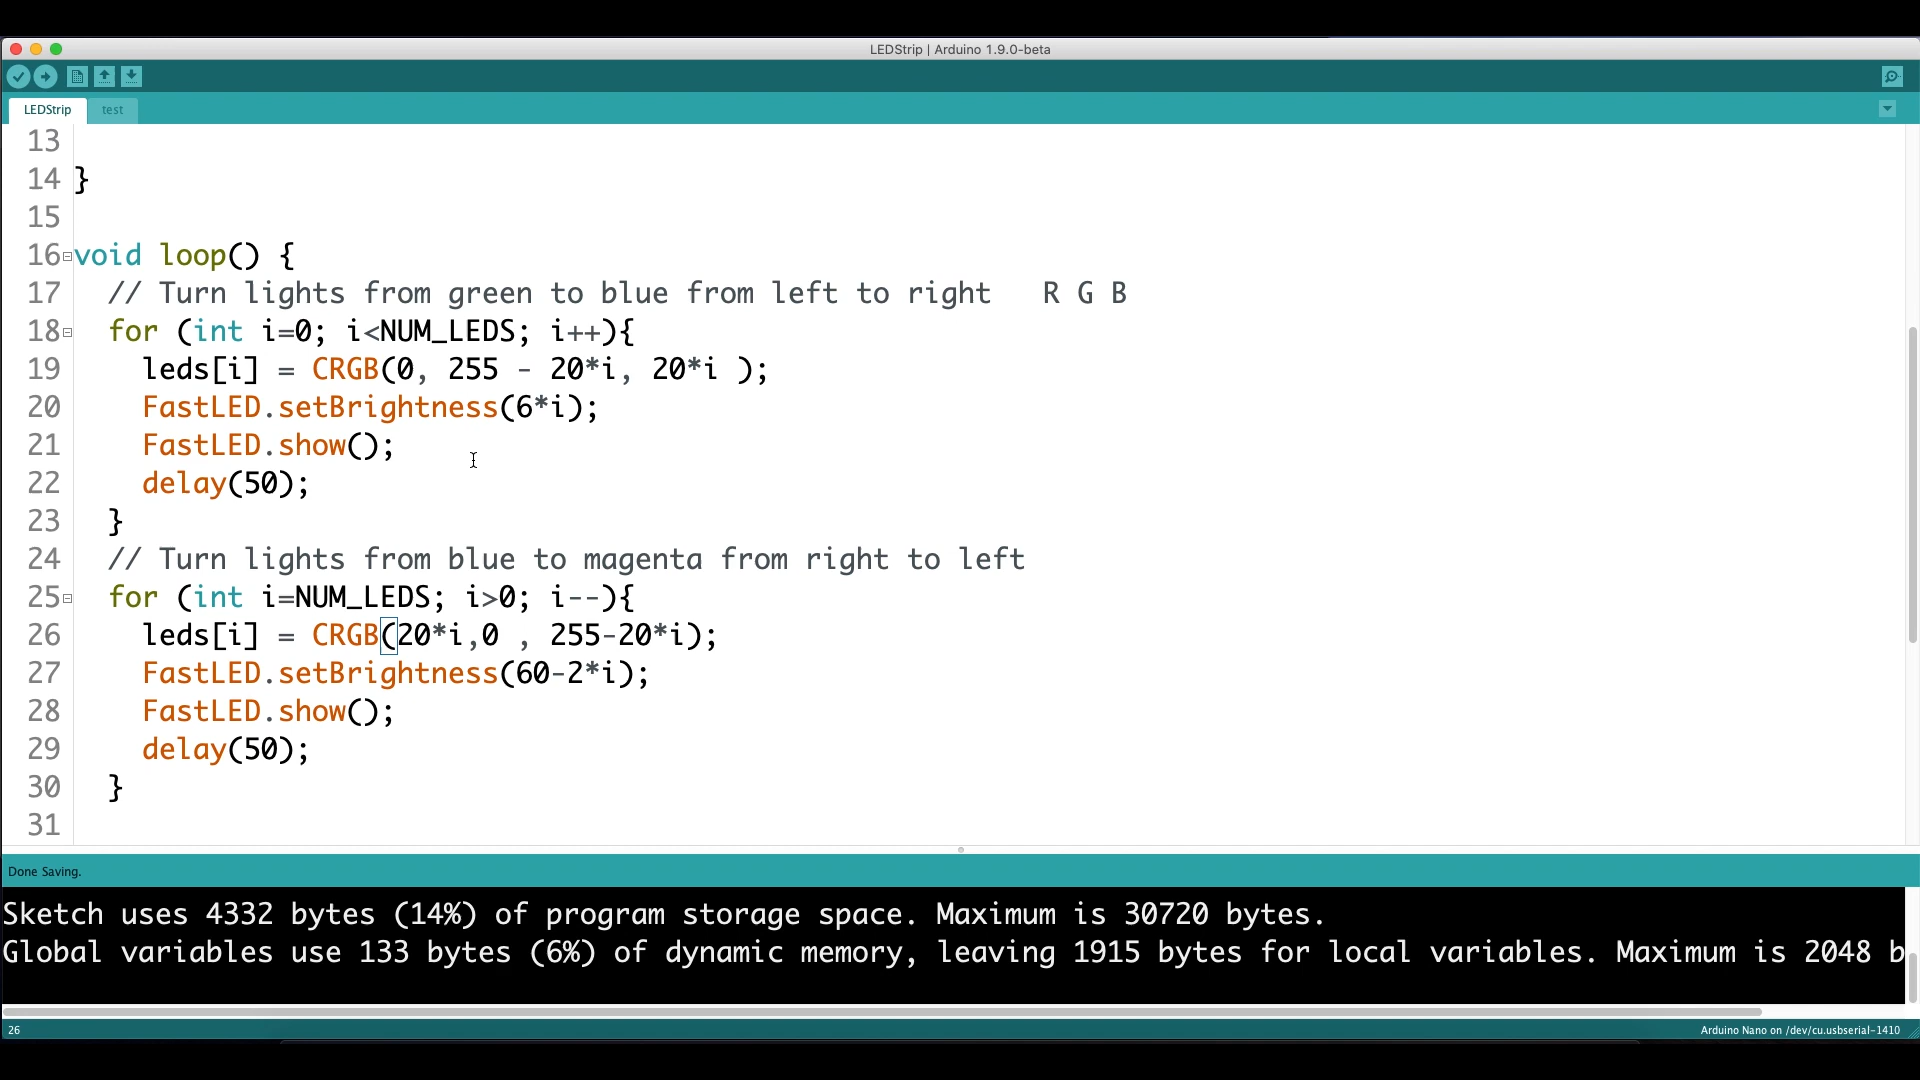 LEDStrip | Arduino 1.9.0-beta
LEDStrip test
13
14 }
15
16 void loop() {
17 // Turn lights from green to blue from left to right   R G B
18 for (int i=0; i<NUM_LEDS; i++){
19 leds[i] = CRGB(0, 255 - 20*i, 20*i );
20 FastLED.setBrightness(6*i);
21 FastLED.show();
22 delay(50);
23 }
24 // Turn lights from blue to magenta from right to left
25 for (int i=NUM_LEDS; i>0; i--){
26 leds[i] = CRGB(20*i,0 , 255-20*i);
27 FastLED.setBrightness(60-2*i);
28 FastLED.show();
29 delay(50);
30 }
31
Done Saving.
Sketch uses 4332 bytes (14%) of program storage space. Maximum is 30720 bytes.
Global variables use 133 bytes (6%) of dynamic memory, leaving 1915 bytes for local variables. Maximum is 2048 b
26 Arduino Nano on /dev/cu.usbserial-1410